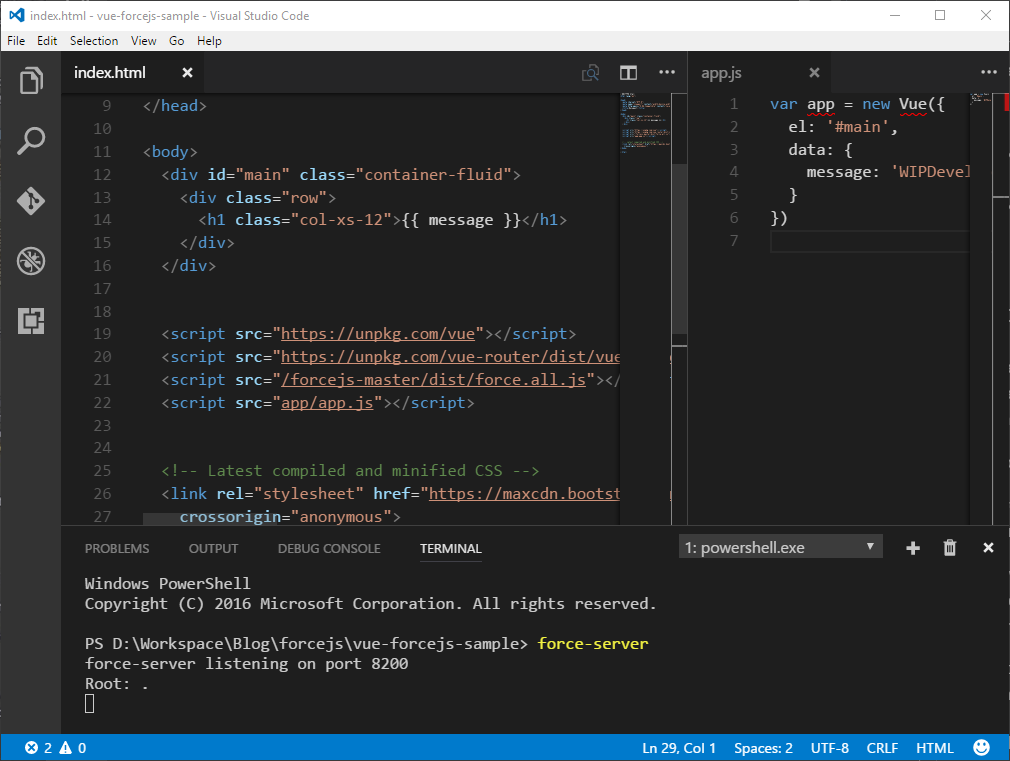 index.html - vue-forcejs-sample - Visual Studio Code
File Edit Selection View Go Help
index.html
9 </head>
10
11 <body>
12 <div id="main" class="container-fluid">
13 <div class="row">
14 <h1 class="col-xs-12">{{ message }}</h1>
15 </div>
16 </div>
17
18
19 <script src="https://unpkg.com/vue"></script>
20 <script src="https://unpkg.com/vue-router/dist/vue
21 <script src="/forcejs-master/dist/force.all.js"></
22 <script src="app/app.js"></script>
23
24
25 <!-- Latest compiled and minified CSS -->
26 <link rel="stylesheet" href="https://maxcdn.bootst
27 crossorigin="anonymous">
app.js
1 var app = new Vue({
2 el: '#main',
3 data: {
4 message: 'WIPDevel
5 }
6 })
7
PROBLEMS OUTPUT DEBUG CONSOLE TERMINAL 1: powershell.exe
Windows PowerShell
Copyright (C) 2016 Microsoft Corporation. All rights reserved.
PS D:\Workspace\Blog\forcejs\vue-forcejs-sample> force-server
force-server listening on port 8200
Root: .
2 0 Ln 29, Col 1 Spaces: 2 UTF-8 CRLF HTML